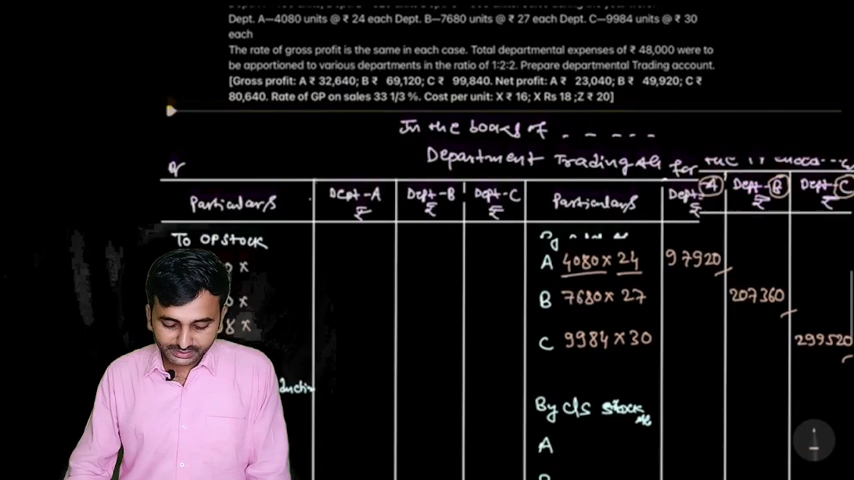 Dept. A—4080 units @ ₹ 24 each Dept. B—7680 units @ ₹ 27 each Dept. C—9984 units @ ₹ 30
each
The rate of gross profit is the same in each case. Total departmental expenses of ₹ 48,000 were to
be apportioned to various departments in the ratio of 1:2:2. Prepare departmental Trading account.
[Gross profit: A ₹ 32,640; B ₹ 69,120; C ₹ 99,840. Net profit: A ₹ 23,040; B ₹ 49,920; C ₹
80,640. Rate of GP on sales 33 1/3 %. Cost per unit: X ₹ 16; X Rs 18 ;Z ₹ 20]
In the books of - - - - -
Department Trading A/c for the
Dr
Particulars Dept-A ₹ Dept-B ₹ Dept-C ₹ Particulars Dept-A ₹ Dept-B ₹ Dept-C ₹
To OP stock
A 4080 x 24 97920
B 7680 x 27 207360
C 9984 x 30 299520
By cls stock
A